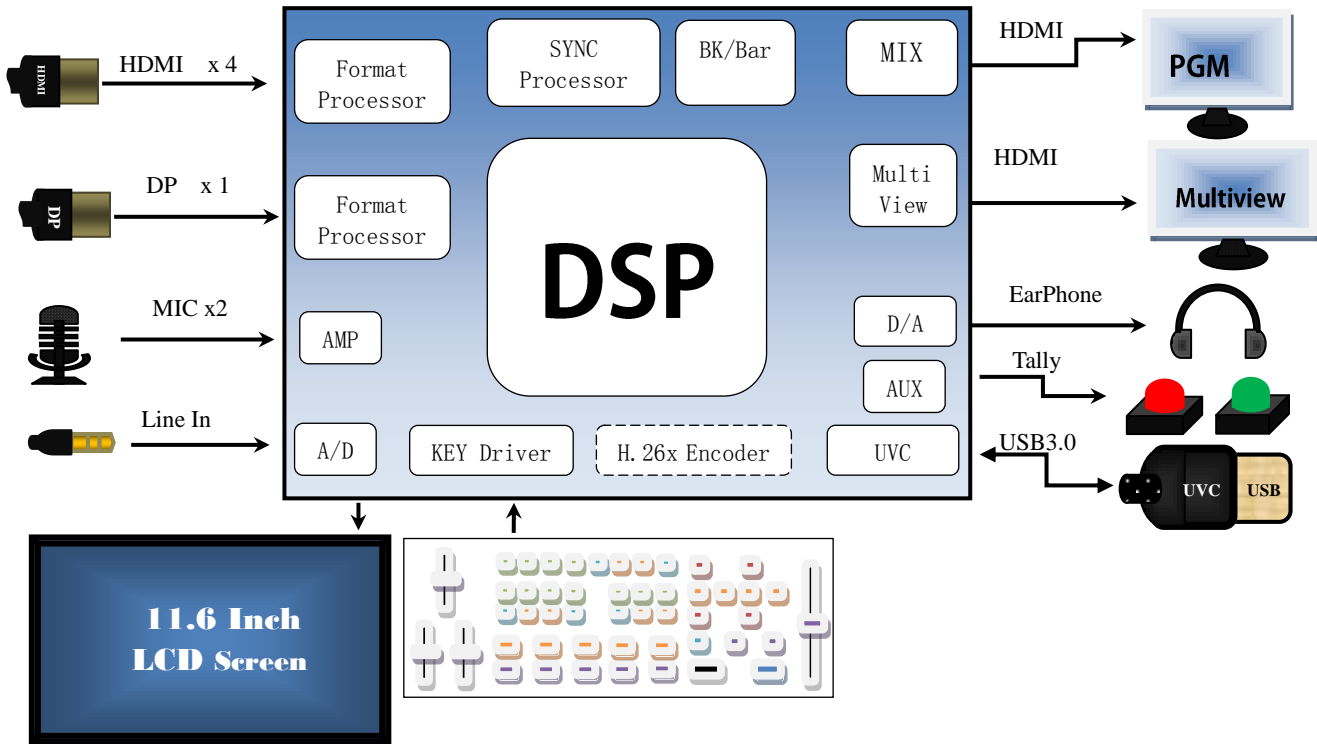 HDMI
HDMI x 4
Format
Processor
SYNC
Processor
BK/Bar
MIX
HDMI
PGM
DP
DP x 1
Format
Processor
DSP
Multi
View
HDMI
Multiview
MIC x2
AMP
D/A
EarPhone
AUX
Tally
Line In
A/D
KEY Driver
H.26x Encoder
UVC
USB3.0
UVC
USB
11.6 Inch
LCD Screen